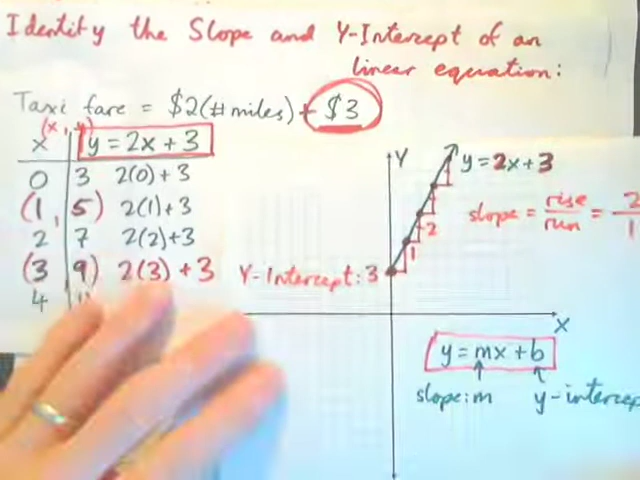 Identify the Slope and Y-Intercept of an
linear equation:
Taxi fare = $2(# miles) + $3
(x, y)
x y = 2x + 3
0 3 2(0) + 3
(1, 5) 2(1) + 3
2 7 2(2) + 3
(3 9) 2(3) + 3
4
Y
y = 2x + 3
slope = rise/run = 2/1
2
1
Y-intercept: 3
X
y = mx + b
slope: m